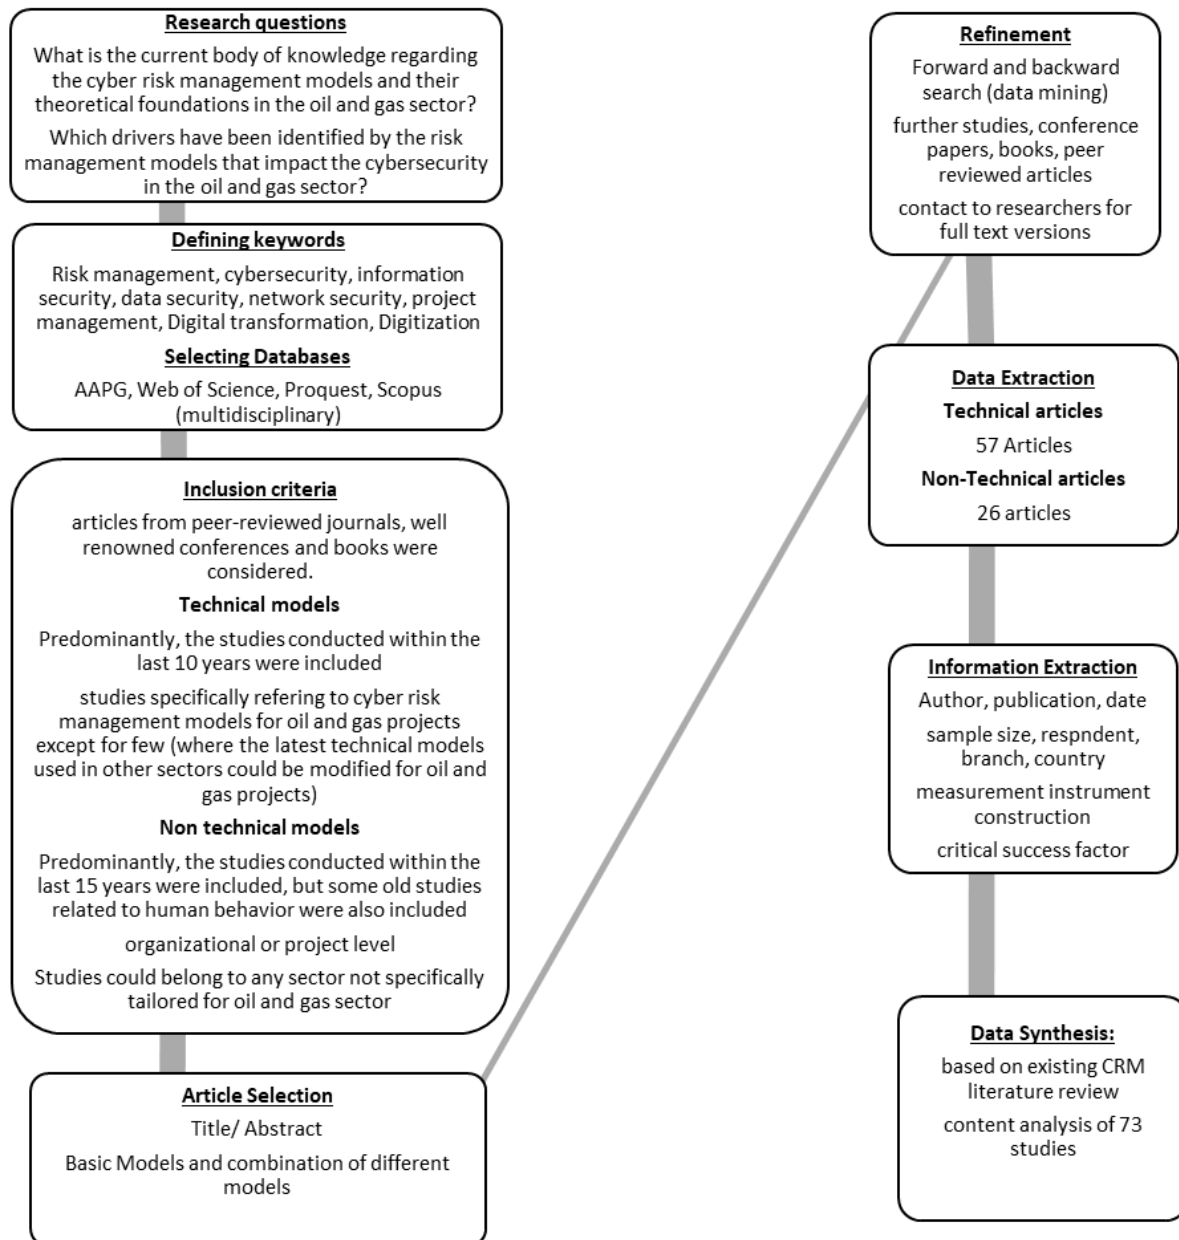 Research questions
What is the current body of knowledge regarding
the cyber risk management models and their
theoretical foundations in the oil and gas sector?
Which drivers have been identified by the risk
management models that impact the cybersecurity
in the oil and gas sector?
Defining keywords
Risk management, cybersecurity, information
security, data security, network security, project
management, Digital transformation, Digitization
Selecting Databases
AAPG, Web of Science, Proquest, Scopus
(multidisciplinary)
Inclusion criteria
articles from peer-reviewed journals, well
renowned conferences and books were
considered.
Technical models
Predominantly, the studies conducted within the
last 10 years were included
studies specifically refering to cyber risk
management models for oil and gas projects
except for few (where the latest technical models
used in other sectors could be modified for oil and
gas projects)
Non technical models
Predominantly, the studies conducted within the
last 15 years were included, but some old studies
related to human behavior were also included
organizational or project level
Studies could belong to any sector not specifically
tailored for oil and gas sector
Article Selection
Title/ Abstract
Basic Models and combination of different
models
Refinement
Forward and backward
search (data mining)
further studies, conference
papers, books, peer
reviewed articles
contact to researchers for
full text versions
Data Extraction
Technical articles
57 Articles
Non-Technical articles
26 articles
Information Extraction
Author, publication, date
sample size, respndent,
branch, country
measurement instrument
construction
critical success factor
Data Synthesis:
based on existing CRM
literature review
content analysis of 73
studies